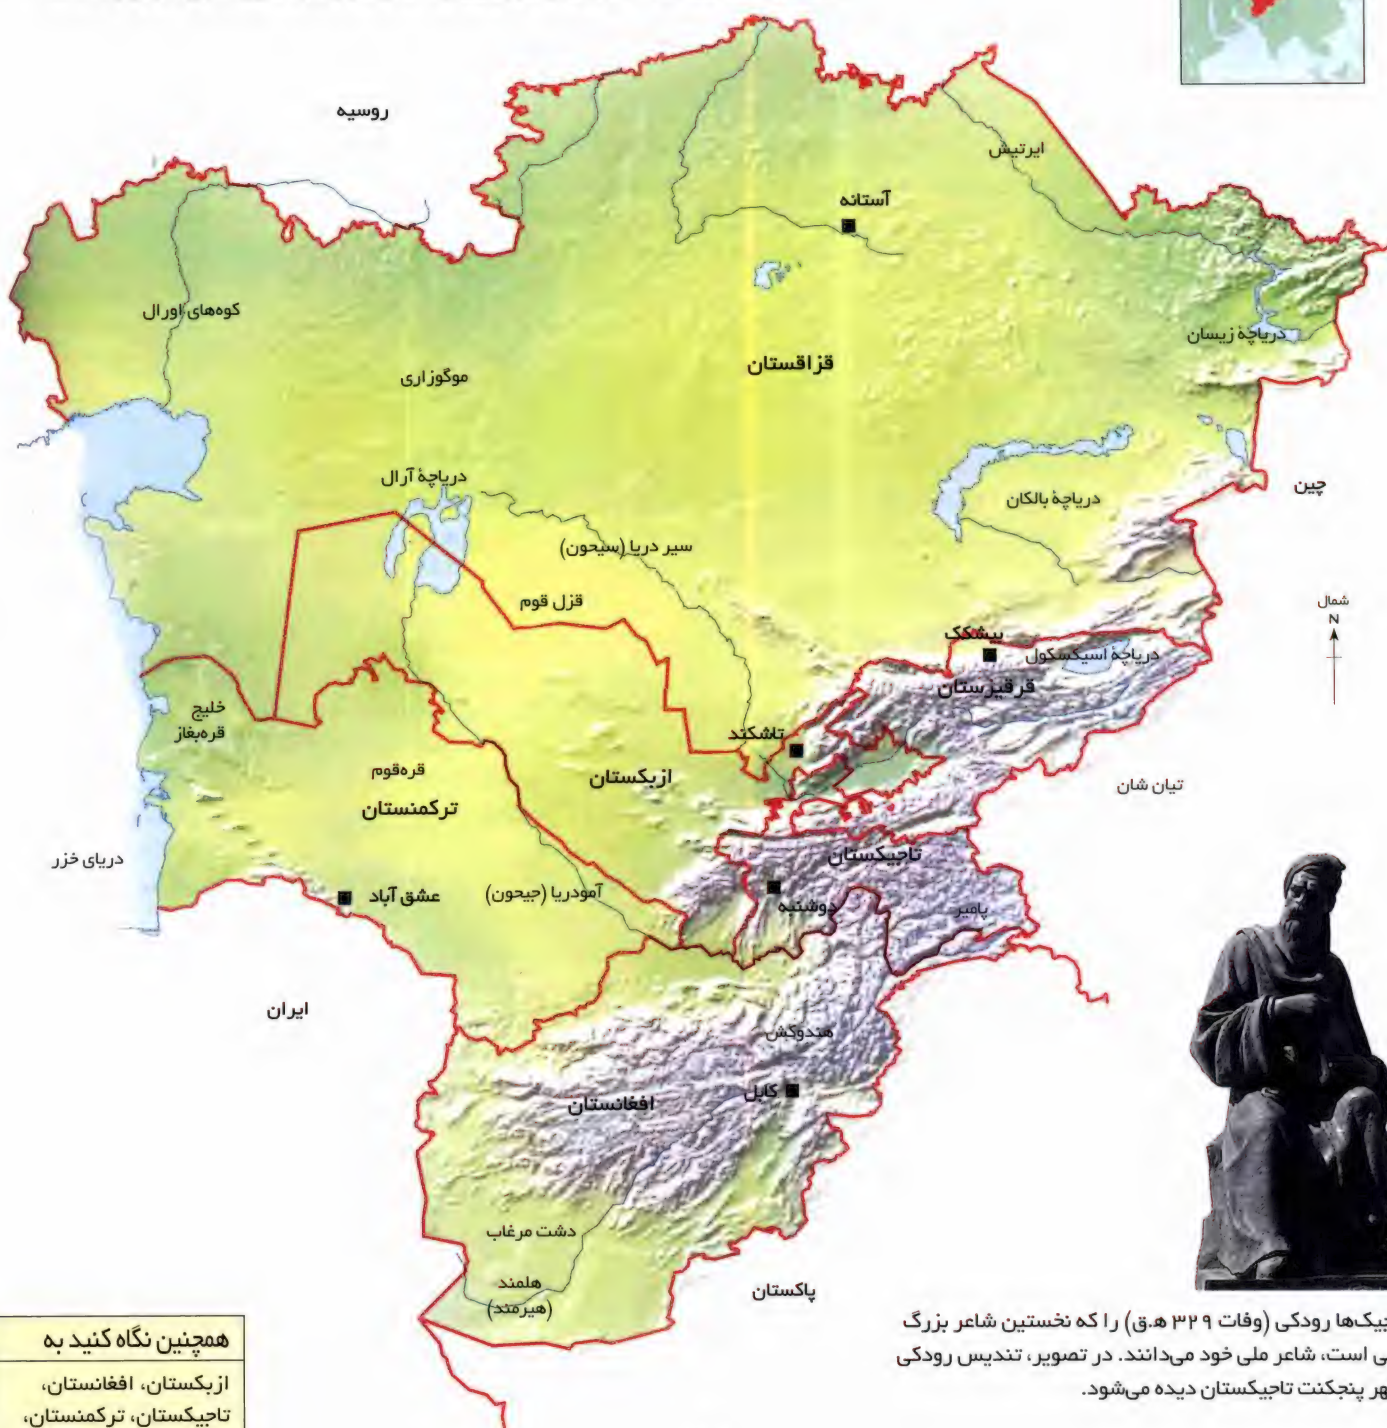 روسیه
ایرتیش
آستانه
کوه‌های اورال
دریاچهٔ زیسان
قزاقستان
موگوزاری
دریاچهٔ آرال
چین
دریاچهٔ بالکان
سیر دریا (سیحون)
قزل قوم
شمال
N
بیشکک
دریاچهٔ اسیکسکول
قرقیزستان
خلیج
قره‌بغاز
تاشکند
قره‌قوم
ازبکستان
تیان شان
ترکمنستان
دریای خزر
تاجیکستان
عشق آباد
آمودریا (جیحون)
دوشنبه
پامیر
ایران
هندوکش
کابل
افغانستان
دشت مرغاب
هلمند
(هیرمند)
پاکستان
جیک‌ها رودکی (وفات ۳۲۹ ه.ق) را که نخستین شاعر بزرگ
ی است، شاعر ملی خود می‌دانند. در تصویر، تندیس رودکی
هر پنجکنت تاجیکستان دیده می‌شود.
همچنین نگاه کنید به
ازبکستان، افغانستان،
تاجیکستان، ترکمنستان،